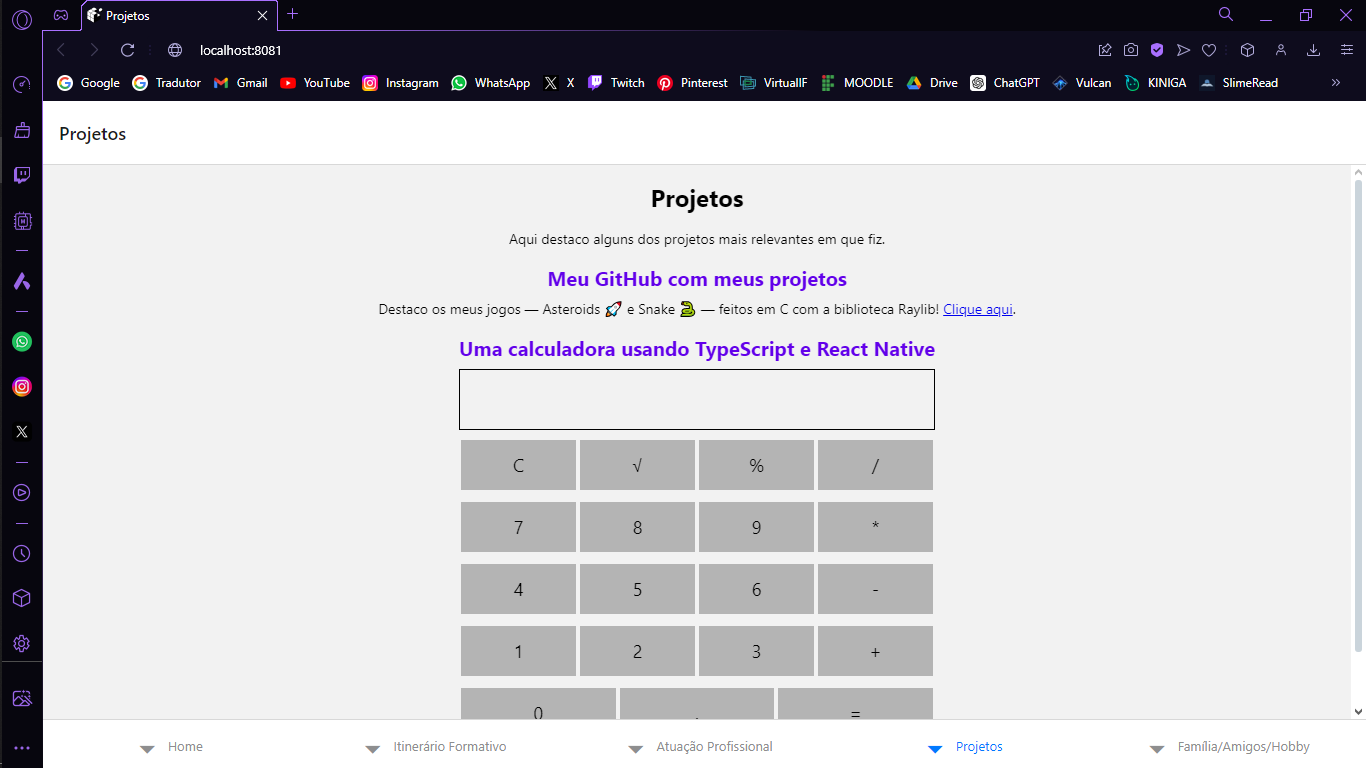 Projetos
localhost:8081
Google Tradutor Gmail YouTube Instagram WhatsApp X Twitch Pinterest VirtualIF MOODLE Drive ChatGPT Vulcan KINIGA SlimeRead »
Projetos
Projetos
Aqui destaco alguns dos projetos mais relevantes em que fiz.
Meu GitHub com meus projetos
Destaco os meus jogos — Asteroids 🚀 e Snake 🐍 — feitos em C com a biblioteca Raylib! Clique aqui.
Uma calculadora usando TypeScript e React Native
C √ % /
7 8 9 *
4 5 6 -
1 2 3 +
0 . =
Home Itinerário Formativo Atuação Profissional Projetos Família/Amigos/Hobby